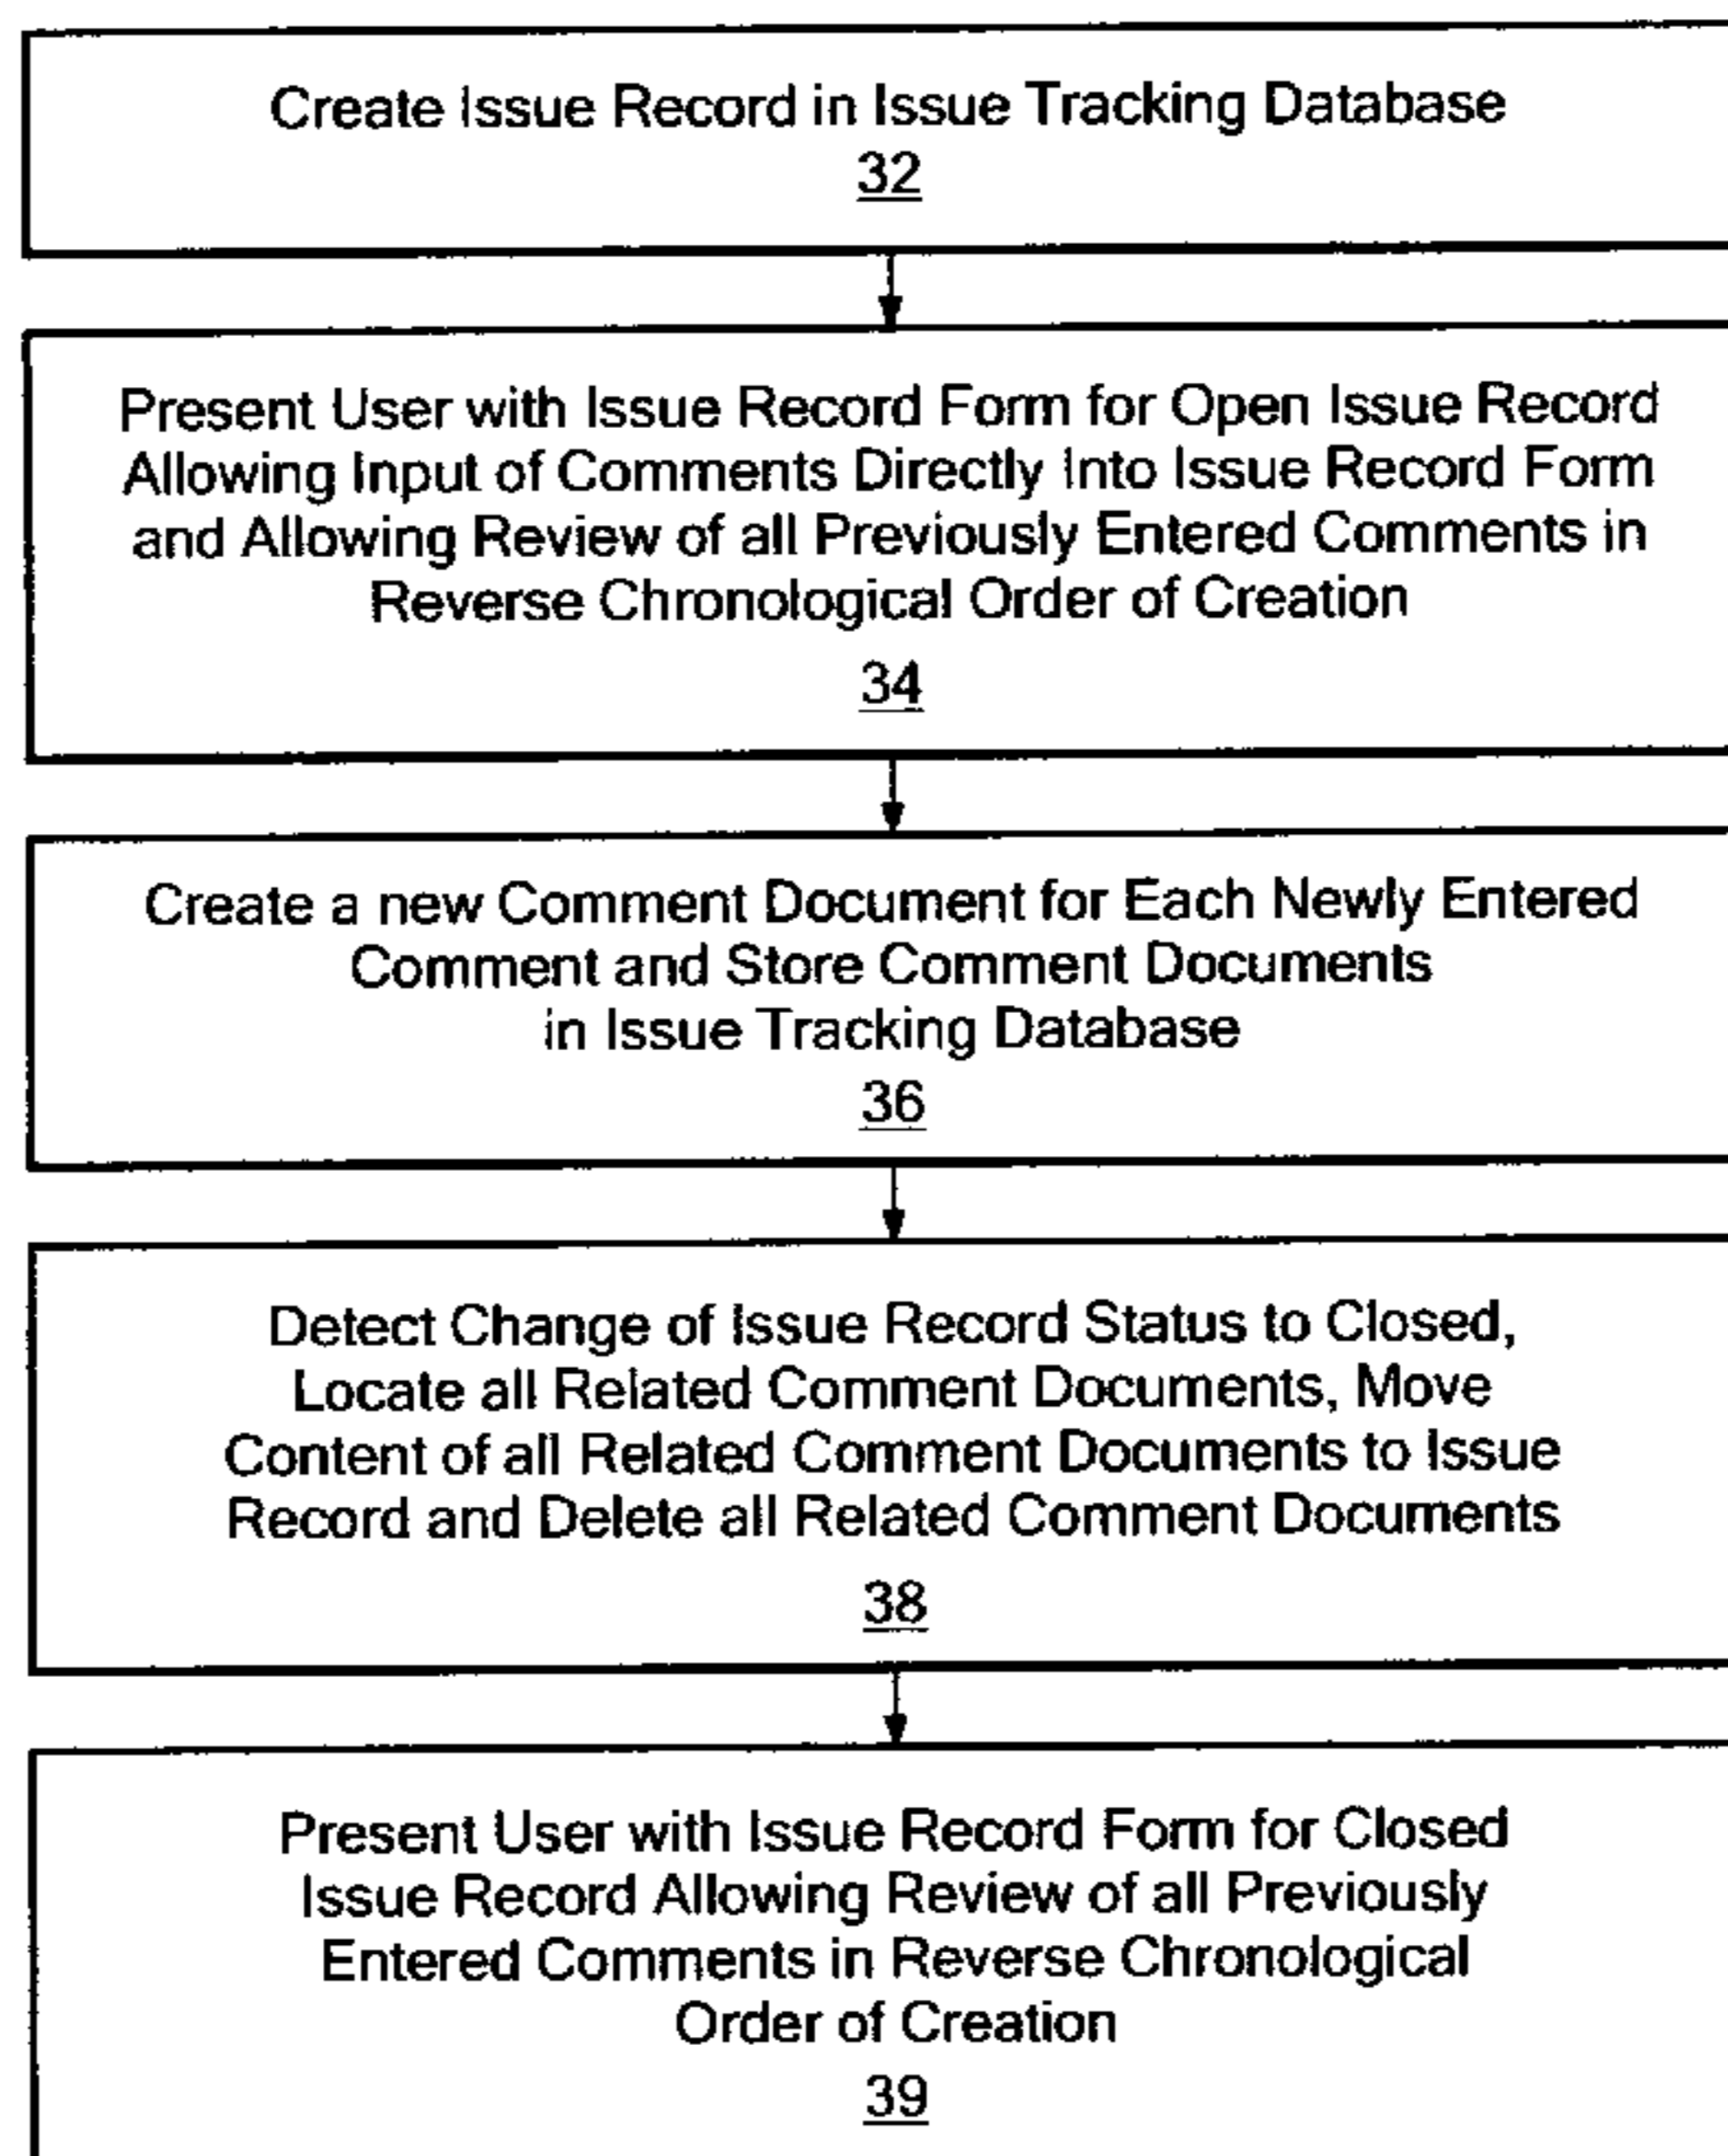 Create Issue Record in Issue Tracking Database
32
Present User with Issue Record Form for Open Issue Record
Allowing Input of Comments Directly Into Issue Record Form
and Allowing Review of all Previously Entered Comments in
Reverse Chronological Order of Creation
34
Create a new Comment Document for Each Newly Entered
Comment and Store Comment Documents
in Issue Tracking Database
36
Detect Change of Issue Record Status to Closed,
Locate all Related Comment Documents, Move
Content of all Related Comment Documents to Issue
Record and Delete all Related Comment Documents
38
Present User with Issue Record Form for Closed
Issue Record Allowing Review of all Previously
Entered Comments in Reverse Chronological
Order of Creation
39